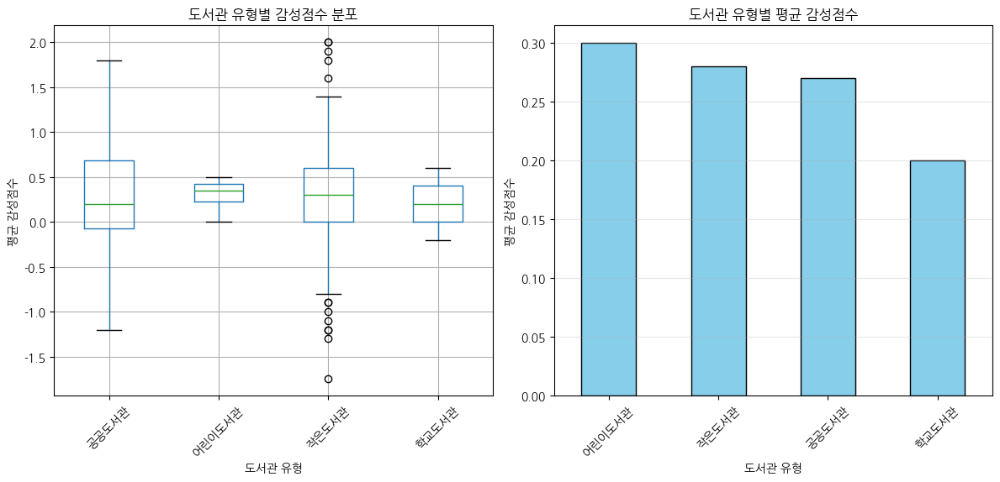 도서관 유형별 감성점수 분포
평균 감성점수
2.0
1.5
1.0
0.5
0.0
-0.5
-1.0
-1.5
공공도서관
어린이도서관
작은도서관
학교도서관
도서관 유형
도서관 유형별 평균 감성점수
평균 감성점수
0.30
0.25
0.20
0.15
0.10
0.05
0.00
어린이도서관
작은도서관
공공도서관
학교도서관
도서관 유형